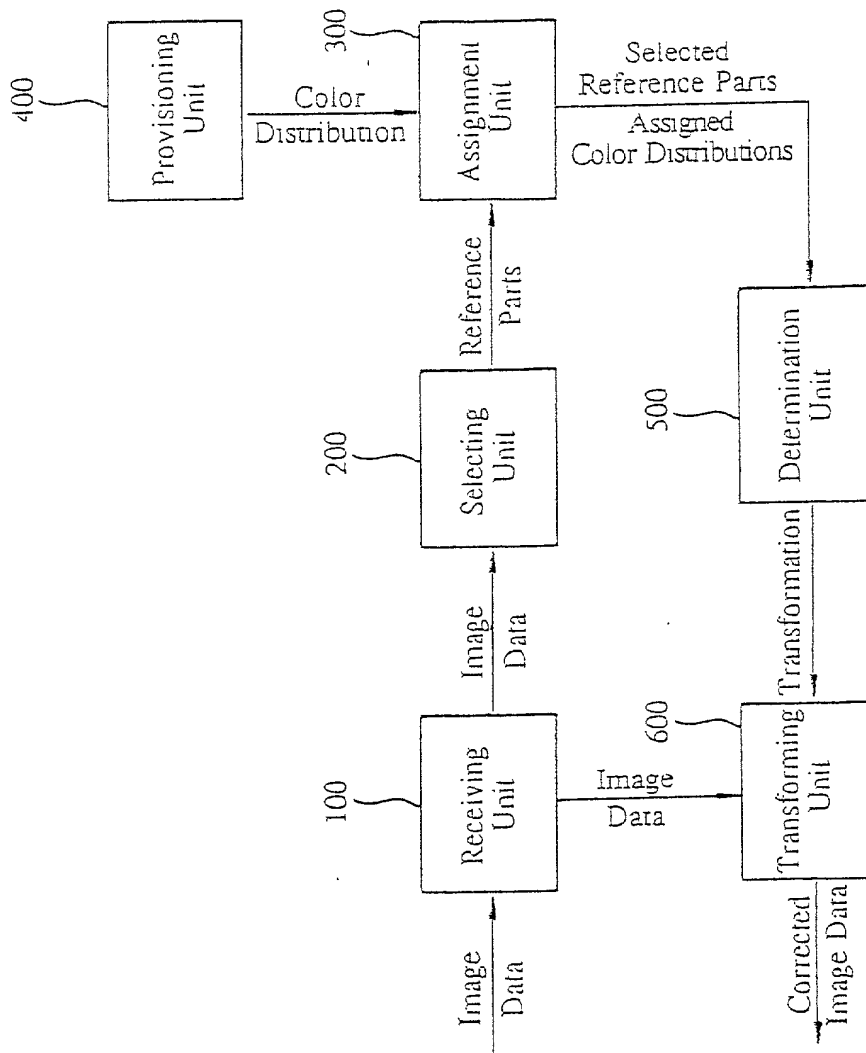 400
Provisioning
Unit
Color
Distribution
300
Assignment
Unit
Selected
Reference Parts
Assigned
Color Distributions
Reference
Parts
200
Selecting
Unit
Image
Data
100
Receiving
Unit
Image
Data
Image
Data
500
Determination
Unit
Transformation
600
Transforming
Unit
Corrected
Image Data